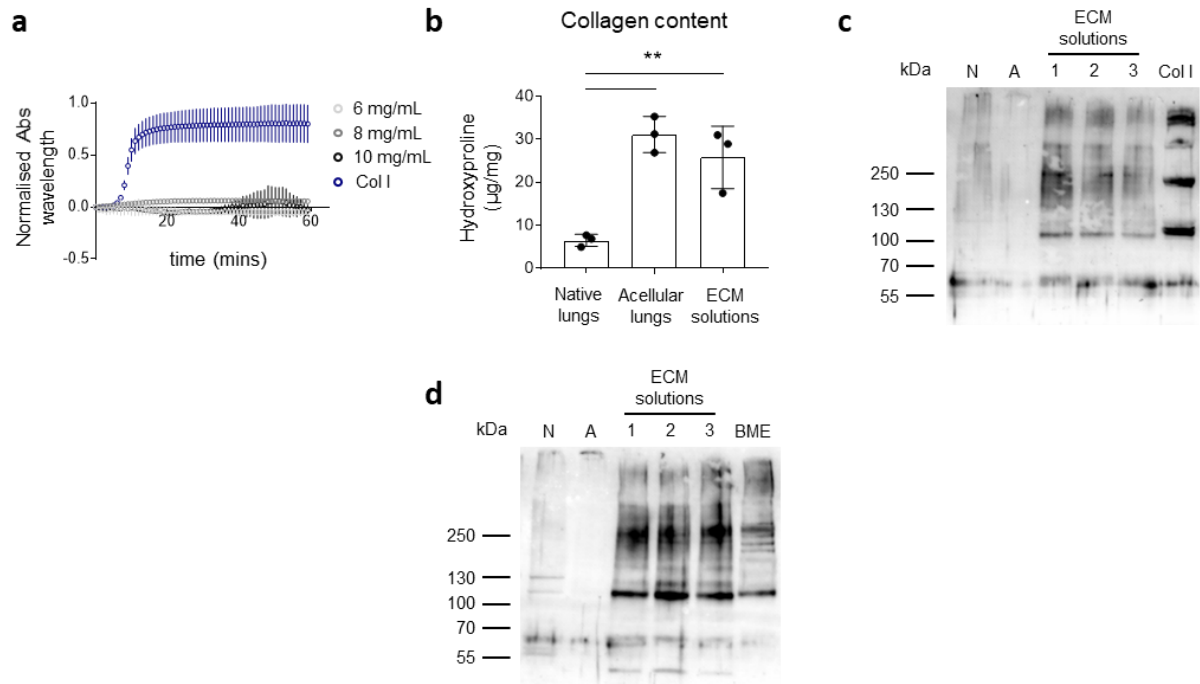 a
Normalised Abs
wavelength
1.0
0.5
0.0
-0.5
20
40
60
time (mins)
6 mg/mL
8 mg/mL
10 mg/mL
Col I
b
Collagen content
**
Hydroxyproline
(µg/mg)
40
30
20
10
0
Native
lungs
Acellular
lungs
ECM
solutions
c
ECM
solutions
kDa N A 1 2 3 Col I
250
130
100
70
55
d
ECM
solutions
kDa N A 1 2 3 BME
250
130
100
70
55